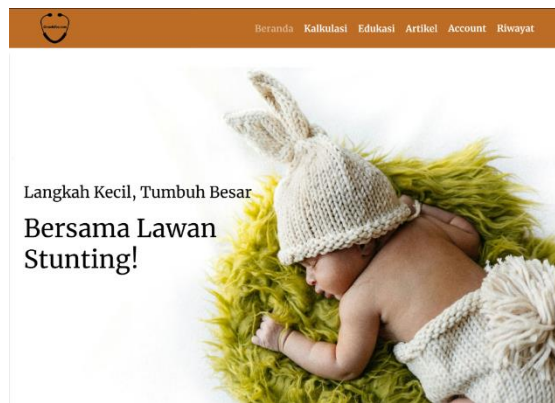 Beranda Kalkulasi Edukasi Artikel Account Riwayat
Langkah Kecil, Tumbuh Besar
Bersama Lawan
Stunting!